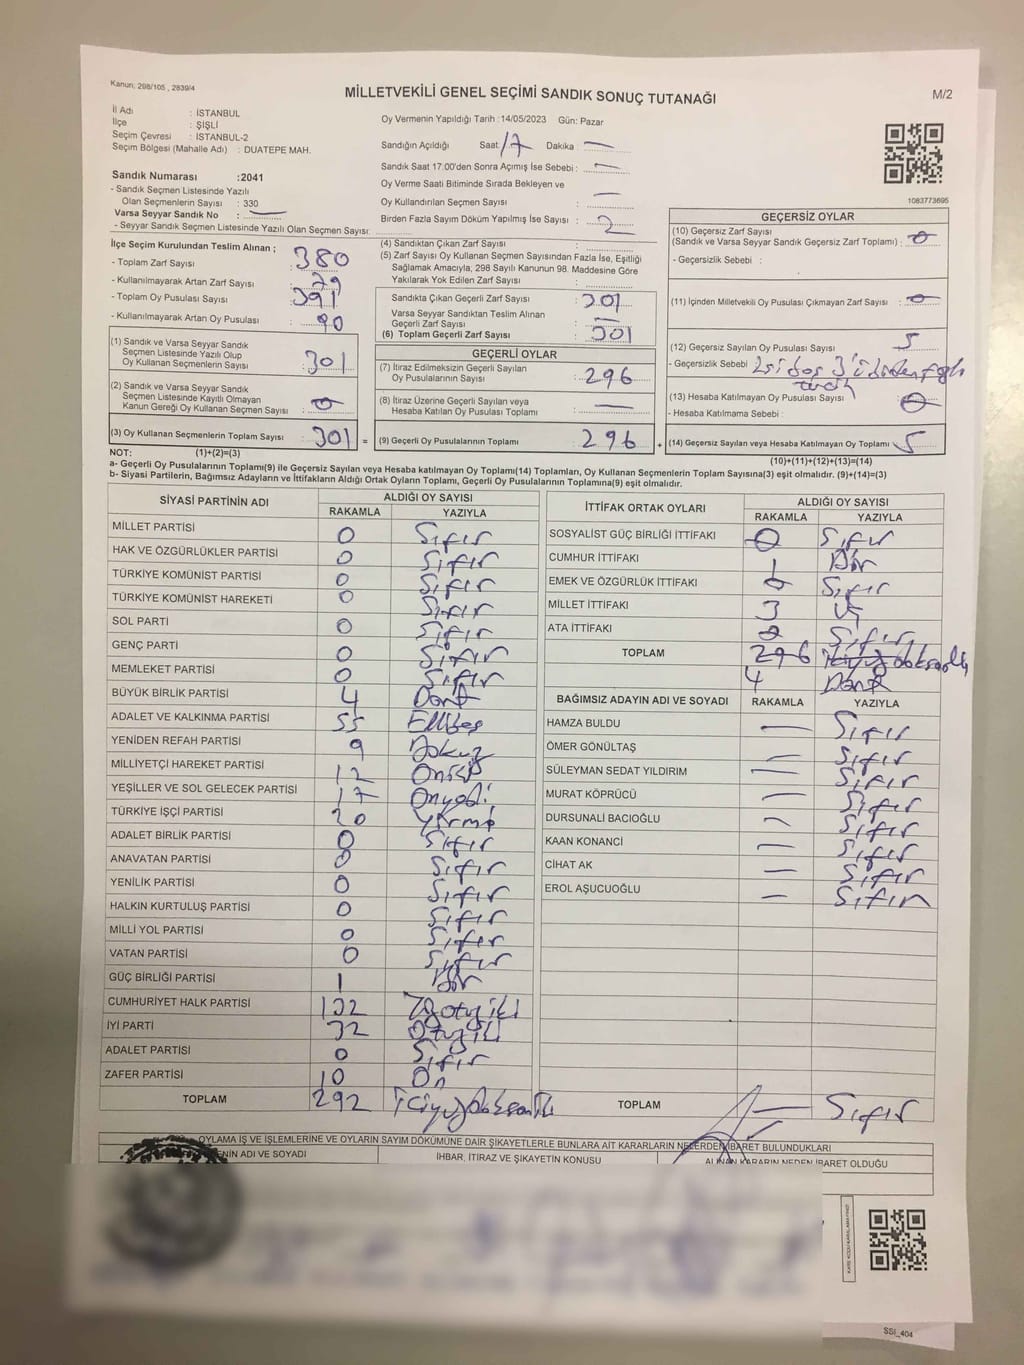 Kanun, 298/105 , 2839/4
MİLLETVEKİLİ GENEL SEÇİMİ SANDIK SONUÇ TUTANAĞI
M/2
İl Adı : İSTANBUL
İlçe : ŞİŞLİ
Seçim Çevresi : İSTANBUL-2
Seçim Bölgesi (Mahalle Adı) : DUATEPE MAH.
Oy Vermenin Yapıldığı Tarih :14/05/2023 Gün: Pazar
Sandığın Açıldığı Saat 17 Dakika —
Sandık Saat 17:00'den Sonra Açımış İse Sebebi : —
Oy Verme Saati Bitiminde Sırada Bekleyen ve
Oy Kullandırılan Seçmen Sayısı : —
Birden Fazla Sayım Döküm Yapılmış İse Sayısı : 2
1083773695
Sandık Numarası :2041
- Sandık Seçmen Listesinde Yazılı
Olan Seçmenlerin Sayısı : 330
Varsa Seyyar Sandık No : —
- Seyyar Sandık Seçmen Listesinde Yazılı Olan Seçmen Sayısı:
İlçe Seçim Kurulundan Teslim Alınan ;
- Toplam Zarf Sayısı : 380
- Kullanılmayarak Artan Zarf Sayısı : 79
- Toplam Oy Pusulası Sayısı : 391
- Kullanılmayarak Artan Oy Pusulası : 90
(1) Sandık ve Varsa Seyyar Sandık
Seçmen Listesinde Yazılı Olup
Oy Kullanan Seçmenlerin Sayısı : 301
(2) Sandık ve Varsa Seyyar Sandık
Seçmen Listesinde Kayıtlı Olmayan
Kanun Gereği Oy Kullanan Seçmen Sayısı : 0
(3) Oy Kullanan Seçmenlerin Toplam Sayısı : 301 =
(4) Sandıktan Çıkan Zarf Sayısı :
(5) Zarf Sayısı Oy Kullanan Seçmen Sayısından Fazla İse, Eşitliği
Sağlamak Amacıyla; 298 Sayılı Kanunun 98. Maddesine Göre
Yakılarak Yok Edilen Zarf Sayısı :
Sandıkta Çıkan Geçerli Zarf Sayısı : 301
Varsa Seyyar Sandıktan Teslim Alınan
Geçerli Zarf Sayısı : —
(6) Toplam Geçerli Zarf Sayısı : 301
GEÇERLİ OYLAR
(7) İtiraz Edilmeksizin Geçerli Sayılan
Oy Pusulalarının Sayısı : 296
(8) İtiraz Üzerine Geçerli Sayılan veya
Hesaba Katılan Oy Pusulası Toplamı : —
(9) Geçerli Oy Pusulalarının Toplamı : 296 +
GEÇERSİZ OYLAR
(10) Geçersiz Zarf Sayısı
(Sandık ve Varsa Seyyar Sandık Geçersiz Zarf Toplamı) : 0
- Geçersizlik Sebebi :
(11) İçinden Milletvekili Oy Pusulası Çıkmayan Zarf Sayısı : 0
(12) Geçersiz Sayılan Oy Pusulası Sayısı : 5
- Geçersizlik Sebebi 2si boş 3'ü birden fazla
tercih
(13) Hesaba Katılmayan Oy Pusulası Sayısı : 0
- Hesaba Katılmama Sebebi :
(14) Geçersiz Sayılan veya Hesaba Katılmayan Oy Toplamı : 5
NOT: (1)+(2)=(3)
(10)+(11)+(12)+(13)=(14)
a- Geçerli Oy Pusulalarının Toplamı(9) ile Geçersiz Sayılan veya Hesaba katılmayan Oy Toplamı(14) Toplamları, Oy Kullanan Seçmenlerin Toplam Sayısına(3) eşit olmalıdır. (9)+(14)=(3)
b- Siyasi Partilerin, Bağımsız Adayların ve İttifakların Aldığı Ortak Oyların Toplamı, Geçerli Oy Pusulalarının Toplamına(9) eşit olmalıdır.
SİYASİ PARTİNİN ADI ALDIĞI OY SAYISI
RAKAMLA YAZIYLA
MİLLET PARTİSİ 0 Sıfır
HAK VE ÖZGÜRLÜKLER PARTİSİ 0 Sıfır
TÜRKİYE KOMÜNİST PARTİSİ 0 Sıfır
TÜRKİYE KOMÜNİST HAREKETİ 0 Sıfır
SOL PARTİ 0 Sıfır
GENÇ PARTİ 0 Sıfır
MEMLEKET PARTİSİ 0 Sıfır
BÜYÜK BİRLİK PARTİSİ 4 Dört
ADALET VE KALKINMA PARTİSİ 55 Ellibeş
YENİDEN REFAH PARTİSİ 9 Dokuz
MİLLİYETÇİ HAREKET PARTİSİ 12 Oniki
YEŞİLLER VE SOL GELECEK PARTİSİ 17 Onyedi
TÜRKİYE İŞÇİ PARTİSİ 20 Yirmi
ADALET BİRLİK PARTİSİ 0 Sıfır
ANAVATAN PARTİSİ 0 Sıfır
YENİLİK PARTİSİ 0 Sıfır
HALKIN KURTULUŞ PARTİSİ 0 Sıfır
MİLLİ YOL PARTİSİ 0 Sıfır
VATAN PARTİSİ 0 Sıfır
GÜÇ BİRLİĞİ PARTİSİ 1 Bir
CUMHURİYET HALK PARTİSİ 132 Yüzotuziki
İYİ PARTİ 32 Otuziki
ADALET PARTİSİ 0 Sıfır
ZAFER PARTİSİ 10 On
TOPLAM 292 İkiyüzdoksaniki
İTTİFAK ORTAK OYLARI ALDIĞI OY SAYISI
RAKAMLA YAZIYLA
SOSYALİST GÜÇ BİRLİĞİ İTTİFAKI 0 Sıfır
CUMHUR İTTİFAKI 1 Bir
EMEK VE ÖZGÜRLÜK İTTİFAKI 0 Sıfır
MİLLET İTTİFAKI 3 Üç
ATA İTTİFAKI 0 Sıfır
TOPLAM 296 ikiyüzdoksanaltı
4 Dört
BAĞIMSIZ ADAYIN ADI VE SOYADI RAKAMLA YAZIYLA
HAMZA BULDU — Sıfır
ÖMER GÖNÜLTAŞ — Sıfır
SÜLEYMAN SEDAT YILDIRIM — Sıfır
MURAT KÖPRÜCÜ — Sıfır
DURSUNALİ BACIOĞLU — Sıfır
KAAN KONANCİ — Sıfır
CİHAT AK — Sıfır
EROL AŞUCUOĞLU — Sıfır
TOPLAM — Sıfır
OYLAMA İŞ VE İŞLEMLERİNE VE OYLARIN SAYIM DÖKÜMÜNE DAİR ŞİKAYETLERLE BUNLARA AİT KARARLARIN NELERDEN İBARET BULUNDUKLARI
ADI VE SOYADI İHBAR, İTİRAZ VE ŞİKAYETİN KONUSU ALINAN KARARIN NEDEN İBARET OLDUĞU
SSI_404